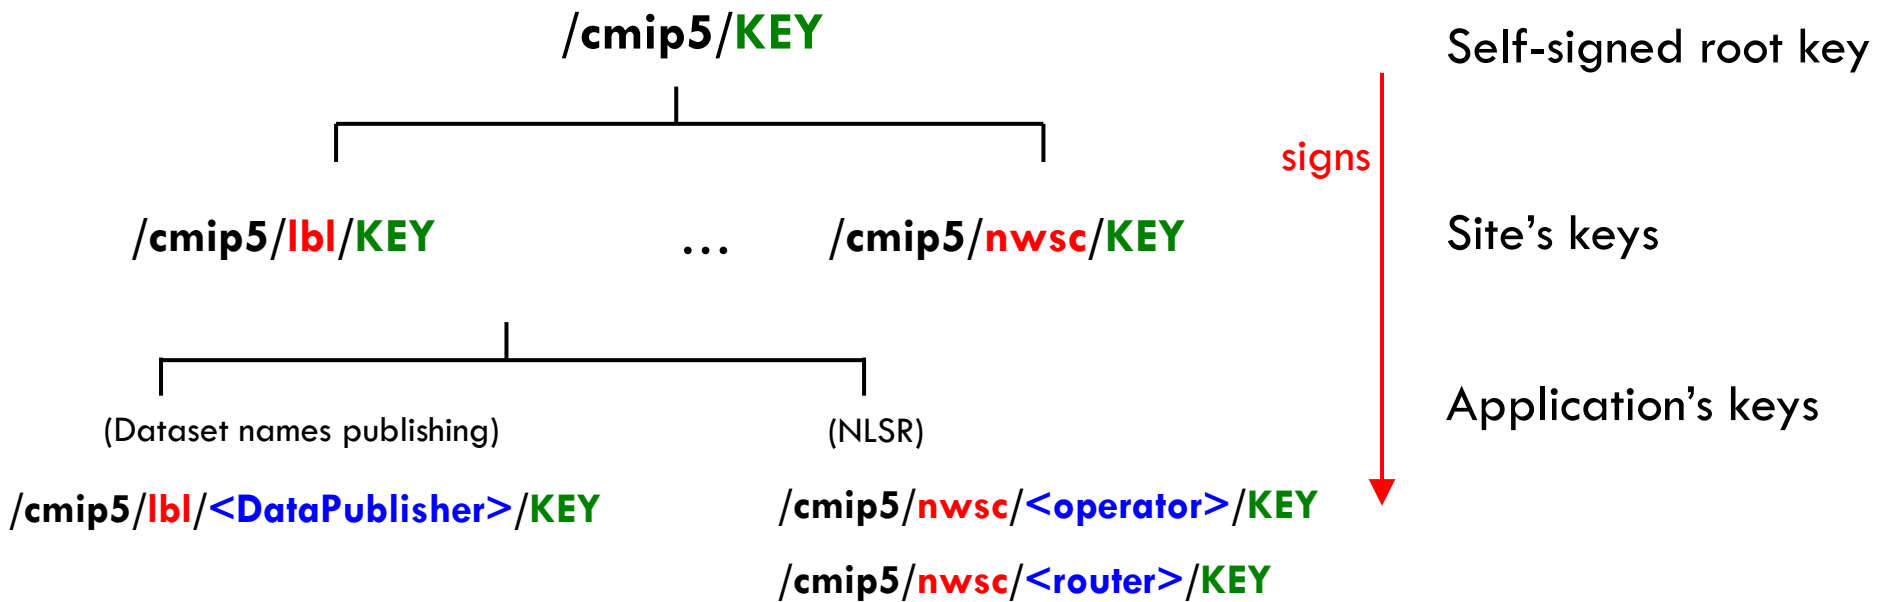 /cmip5/KEY
Self-signed root key
signs
/cmip5/lbl/KEY
...
/cmip5/nwsc/KEY
Site’s keys
(Dataset names publishing)
(NLSR)
Application’s keys
/cmip5/lbl/<DataPublisher>/KEY
/cmip5/nwsc/<operator>/KEY
/cmip5/nwsc/<router>/KEY